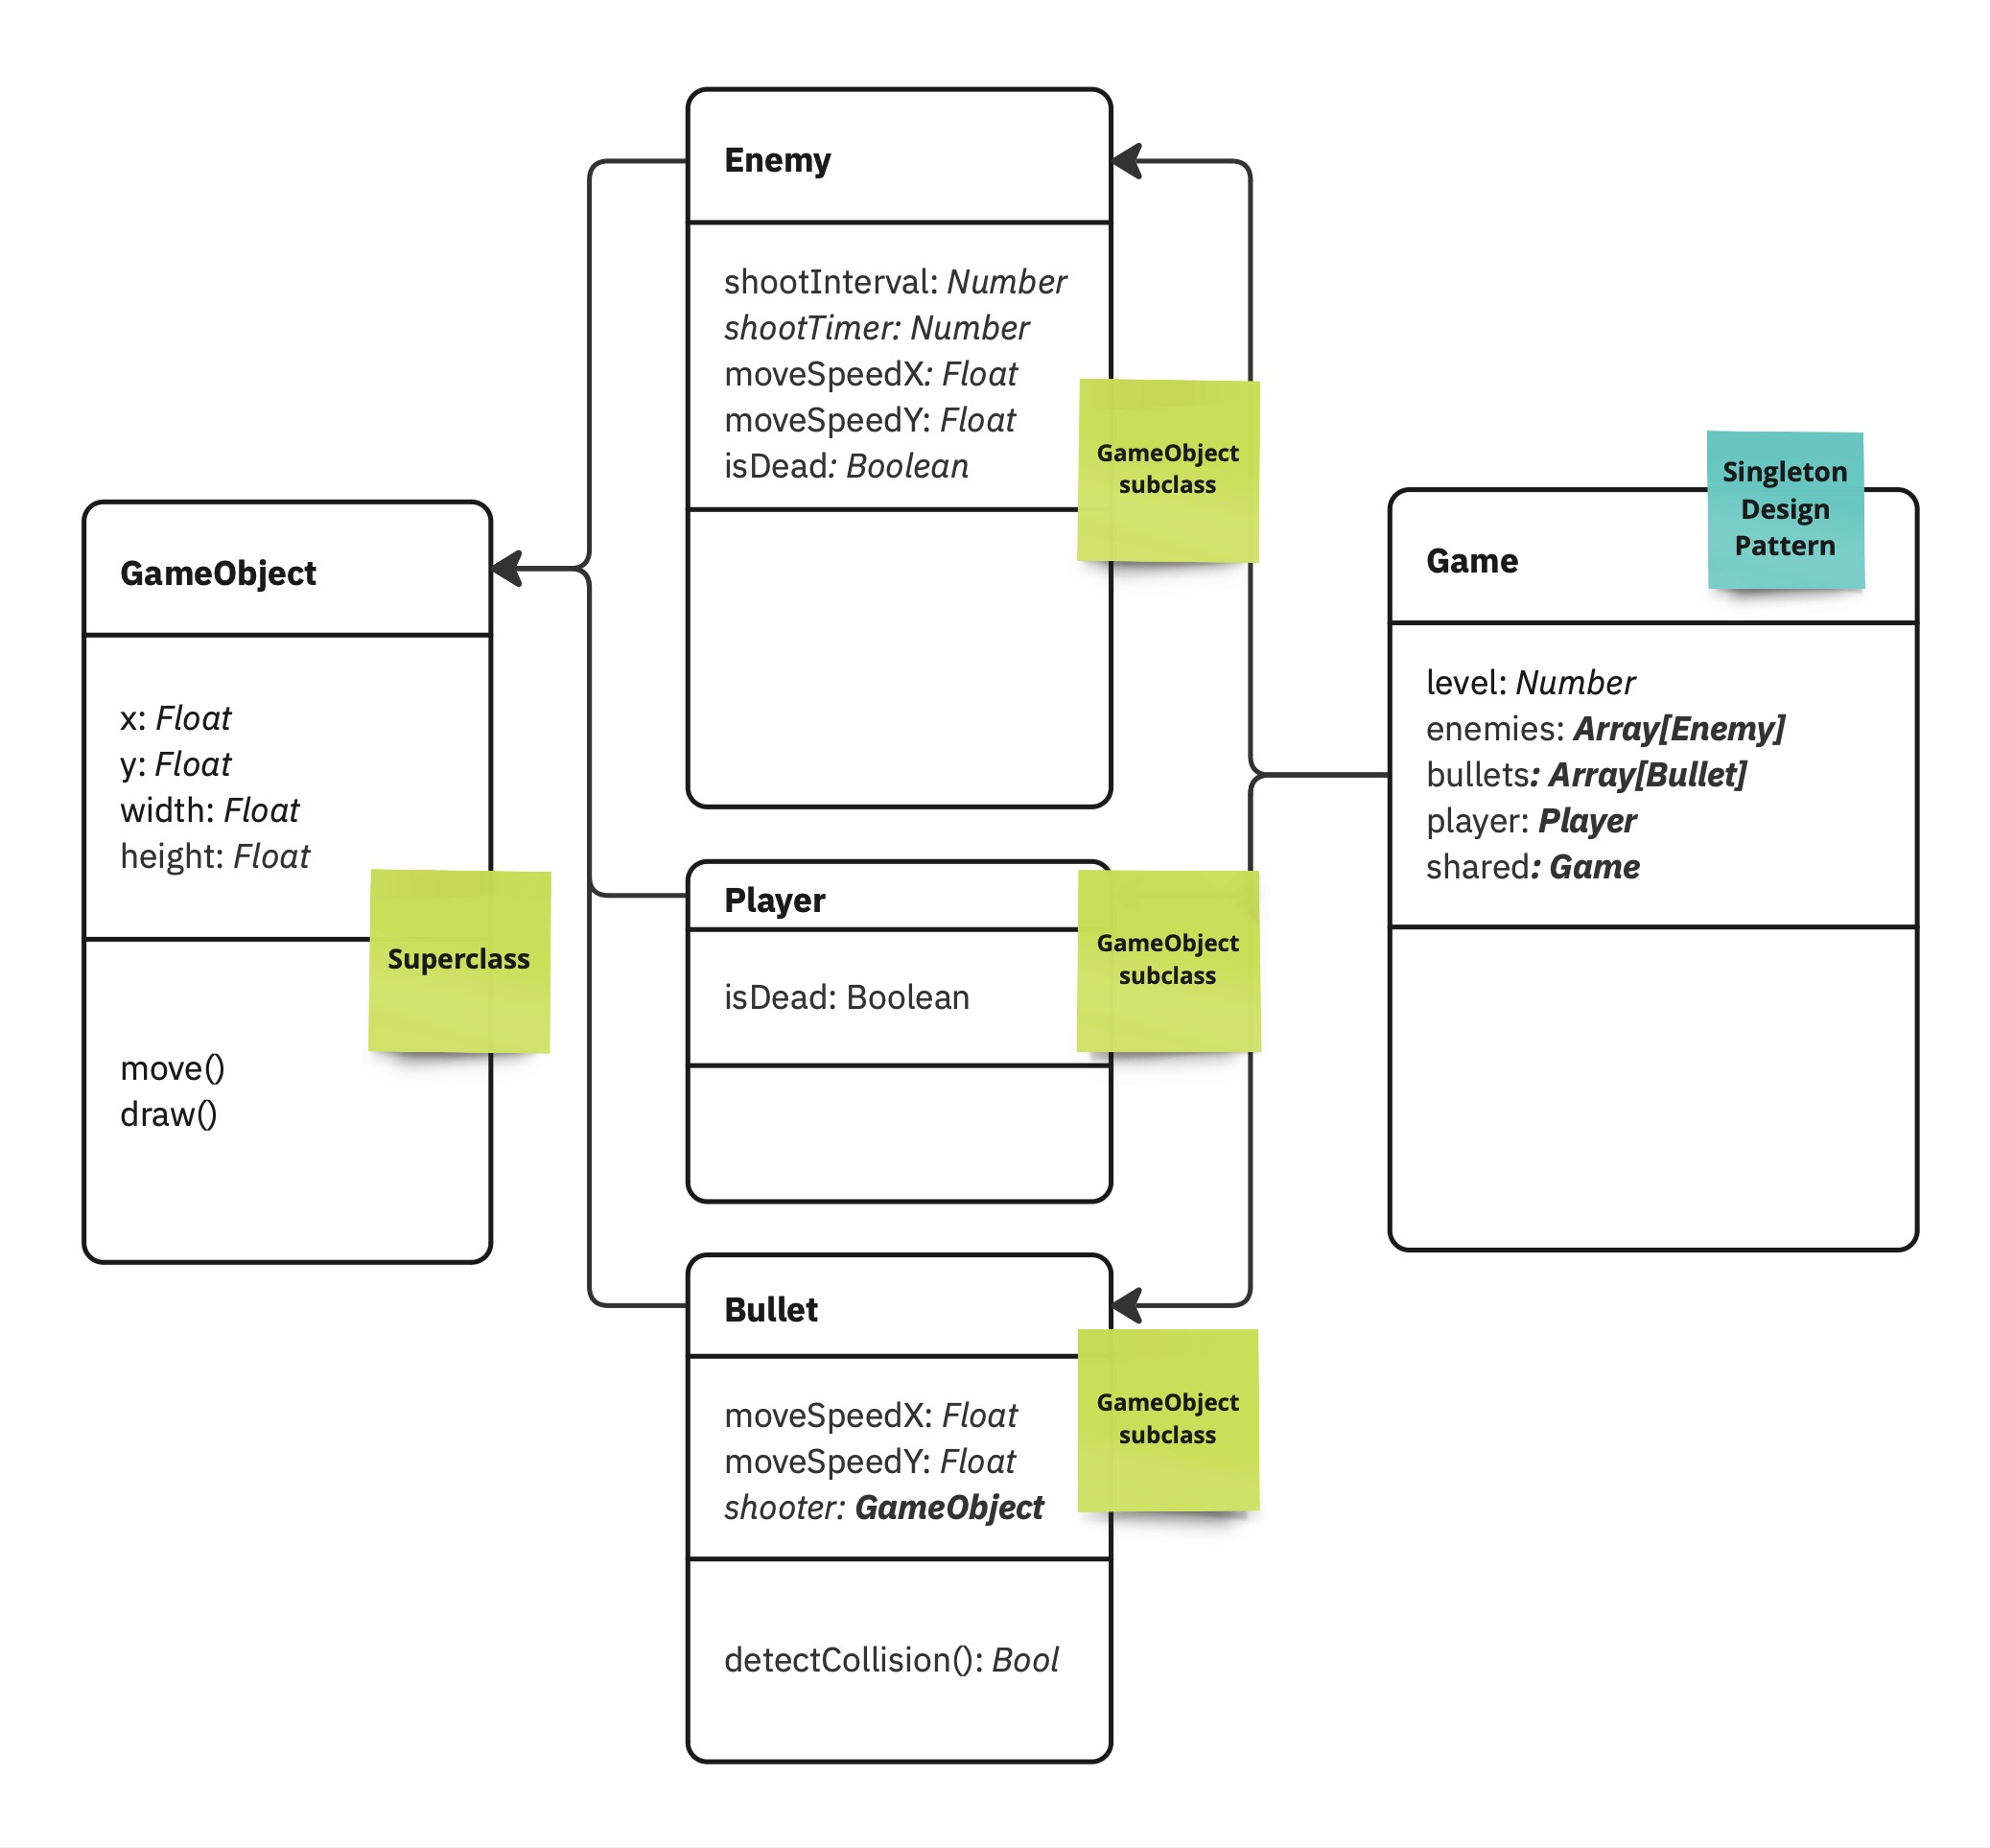 Enemy
shootInterval: Number
shootTimer: Number
moveSpeedX: Float
moveSpeedY: Float
isDead: Boolean
GameObject
subclass
GameObject
x: Float
y: Float
width: Float
height: Float
Superclass
move()
draw()
Player
isDead: Boolean
GameObject
subclass
Bullet
moveSpeedX: Float
moveSpeedY: Float
shooter: GameObject
GameObject
subclass
detectCollision(): Bool
Singleton
Design
Pattern
Game
level: Number
enemies: Array[Enemy]
bullets: Array[Bullet]
player: Player
shared: Game